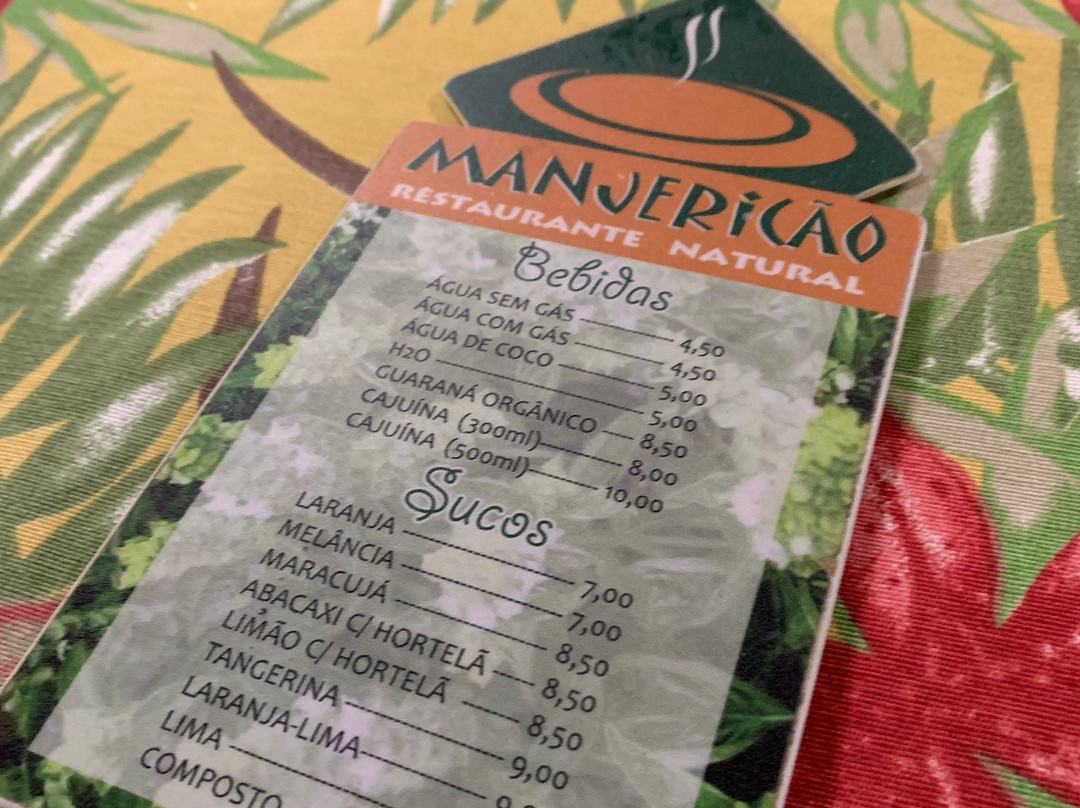 MANJERICÃO
RESTAURANTE NATURAL
Bebidas
ÁGUA SEM GÁS 4,50
ÁGUA COM GÁS 4,50
ÁGUA DE COCO 5,00
H2O 5,00
GUARANÁ ORGÂNICO 8,50
CAJUÍNA (300ml) 8,00
CAJUÍNA (500ml) 10,00
Sucos
LARANJA 7,00
MELÂNCIA 7,00
MARACUJÁ 8,50
ABACAXI C/ HORTELÃ 8,50
LIMÃO C/ HORTELÃ 8,50
TANGERINA 9,00
LARANJA-LIMA
LIMA
COMPOSTO